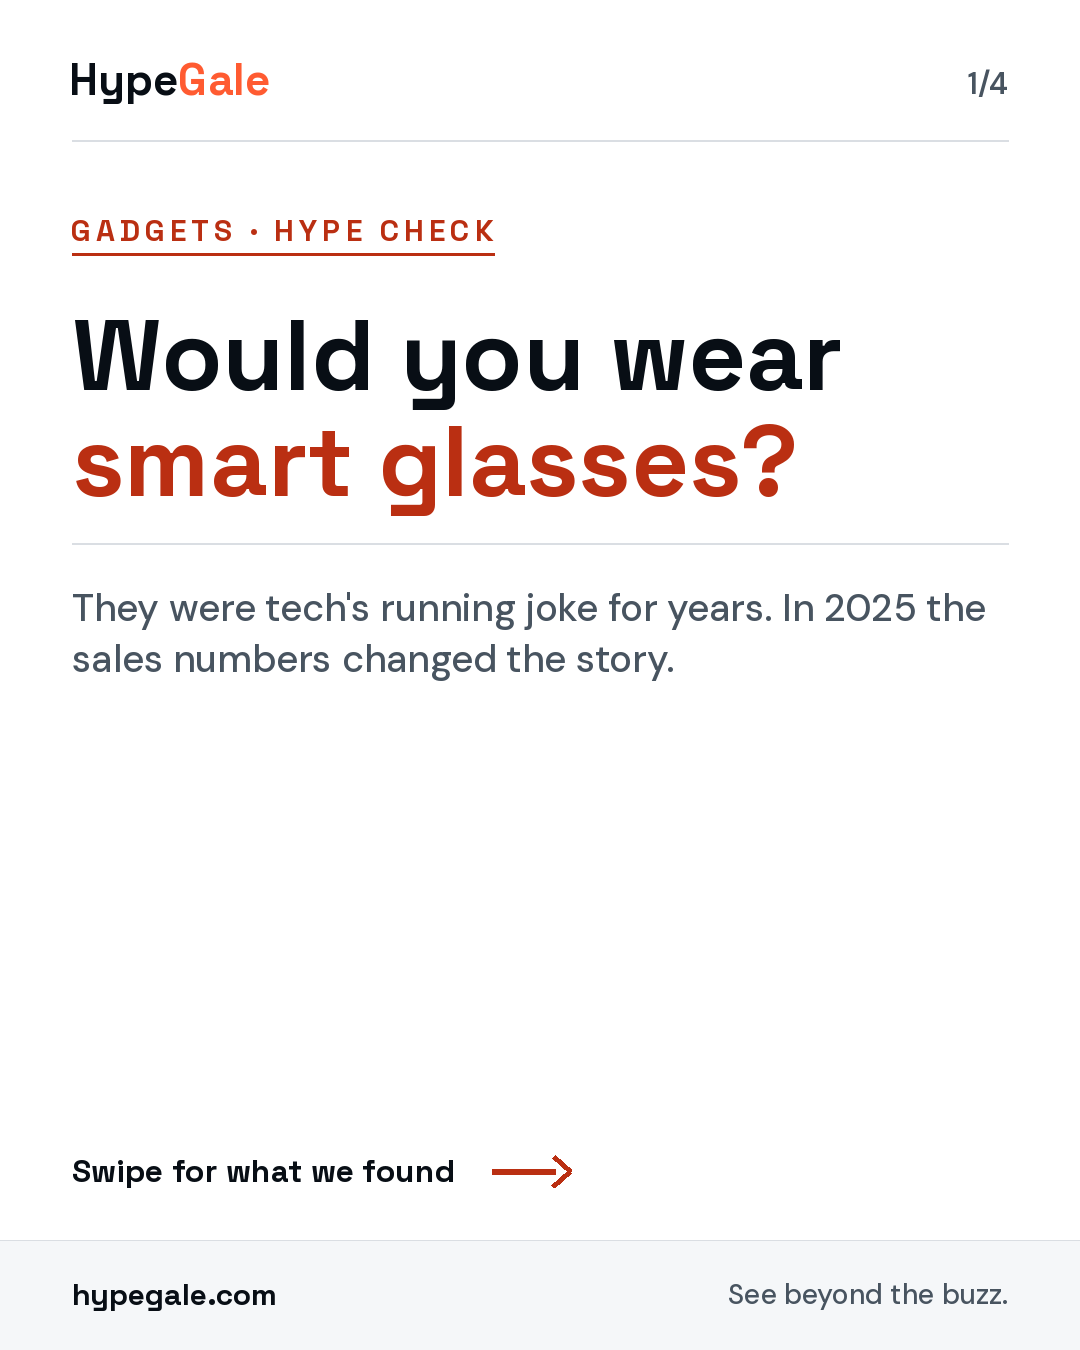 HypeGale
1/4
GADGETS · HYPE CHECK
Would you wear
smart glasses?
They were tech's running joke for years. In 2025 the
sales numbers changed the story.
Swipe for what we found
hypegale.com
See beyond the buzz.